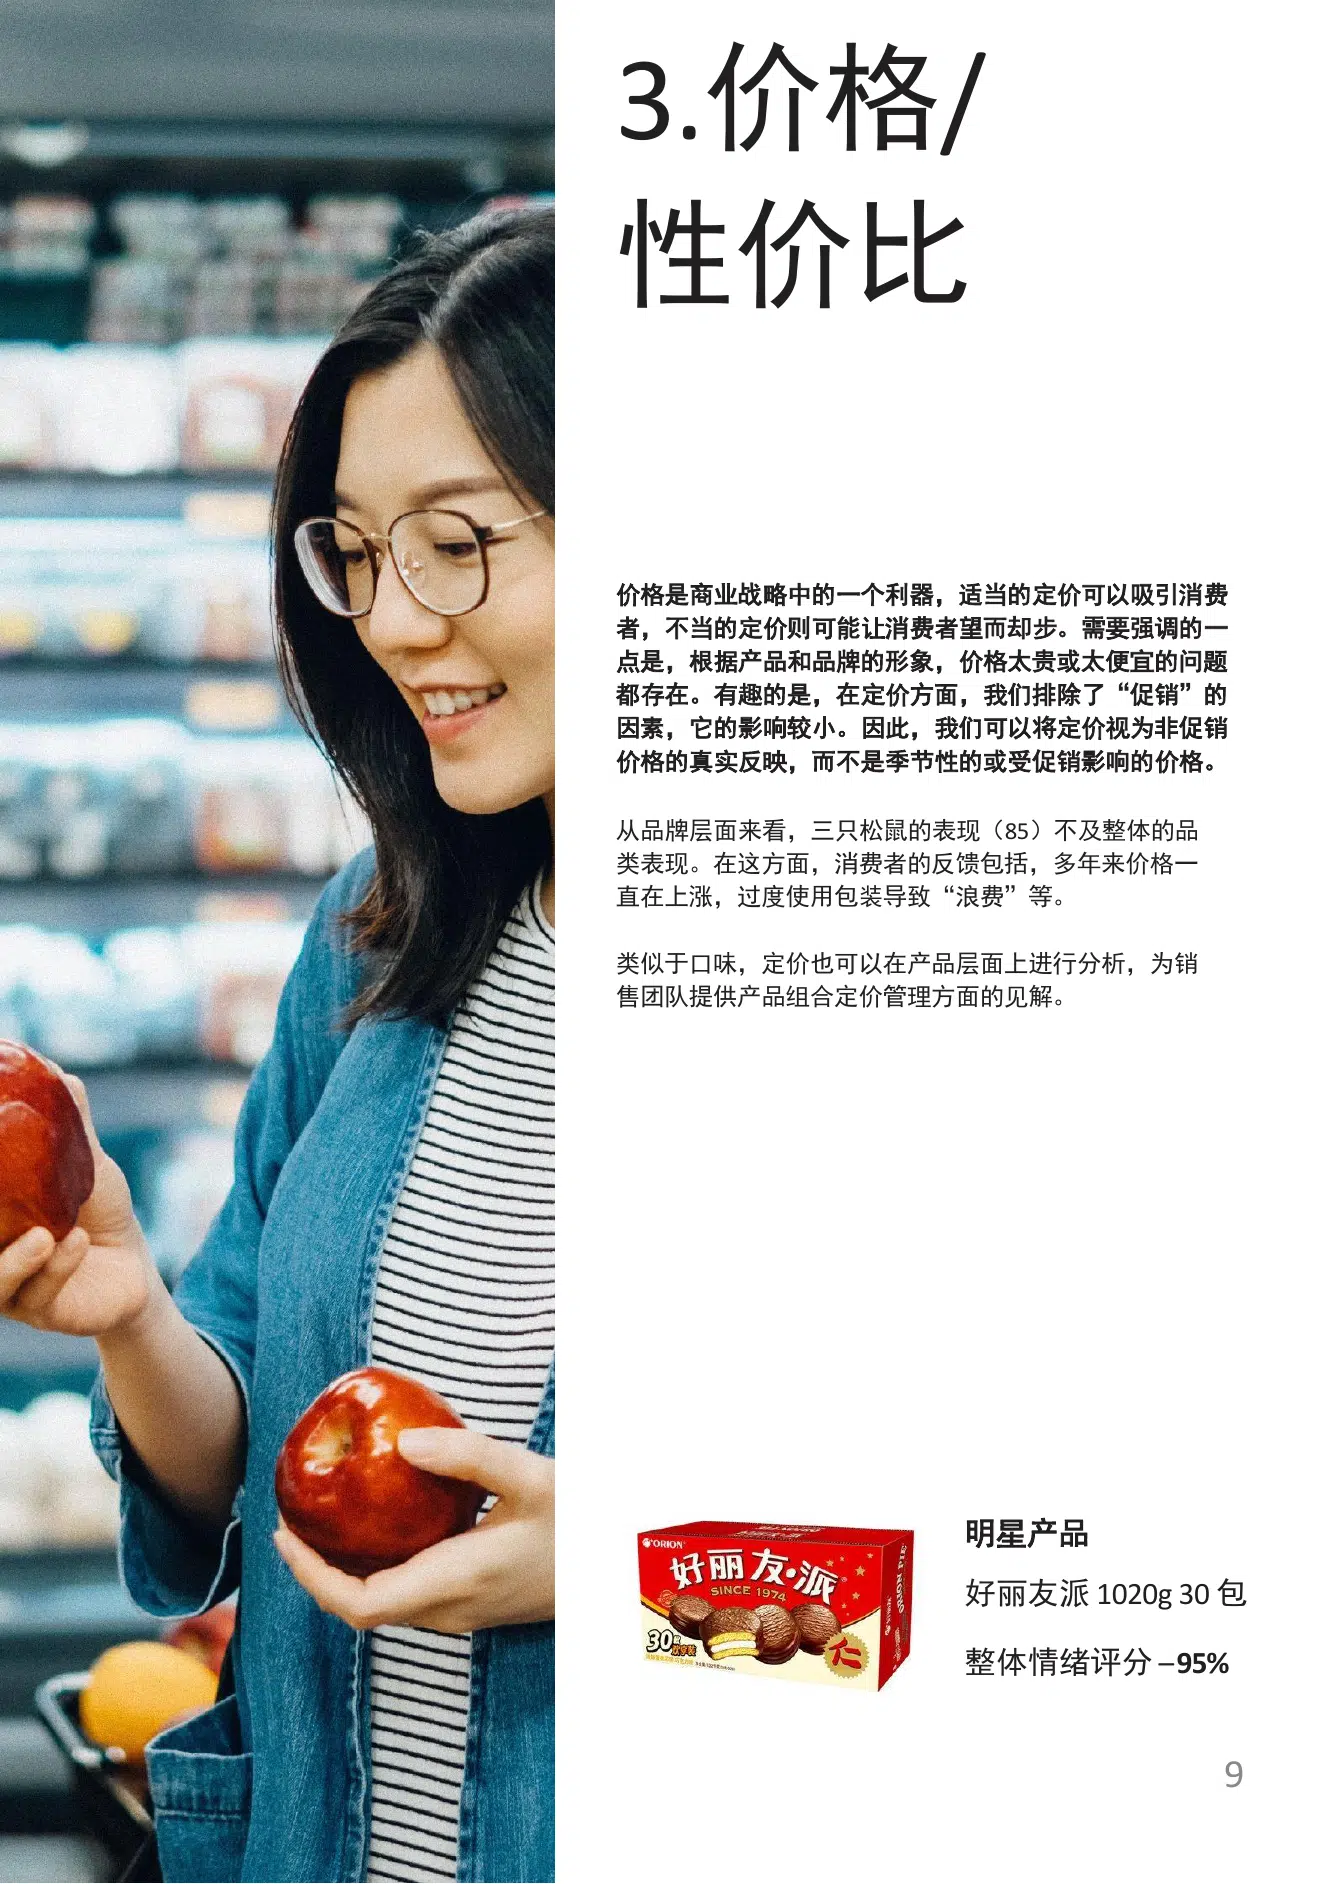 3.价格/
性价比
价格是商业战略中的一个利器，适当的定价可以吸引消费
者，不当的定价则可能让消费者望而却步。需要强调的一
点是，根据产品和品牌的形象，价格太贵或太便宜的问题
都存在。有趣的是，在定价方面，我们排除了“促销”的
因素，它的影响较小。因此，我们可以将定价视为非促销
价格的真实反映，而不是季节性的或受促销影响的价格。
从品牌层面来看，三只松鼠的表现（85）不及整体的品
类表现。在这方面，消费者的反馈包括，多年来价格一
直在上涨，过度使用包装导致“浪费”等。
类似于口味，定价也可以在产品层面上进行分析，为销
售团队提供产品组合定价管理方面的见解。
ORION
好丽友·派
SINCE 1974
30
仁
明星产品
好丽友派 1020g 30 包
整体情绪评分 –95%
9